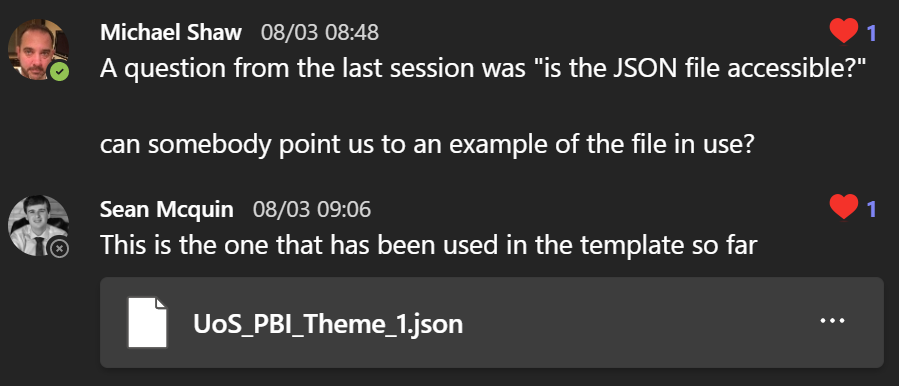 Michael Shaw 08/03 08:48 1
A question from the last session was "is the JSON file accessible?"
can somebody point us to an example of the file in use?
Sean Mcquin 08/03 09:06 1
This is the one that has been used in the template so far
UoS_PBI_Theme_1.json